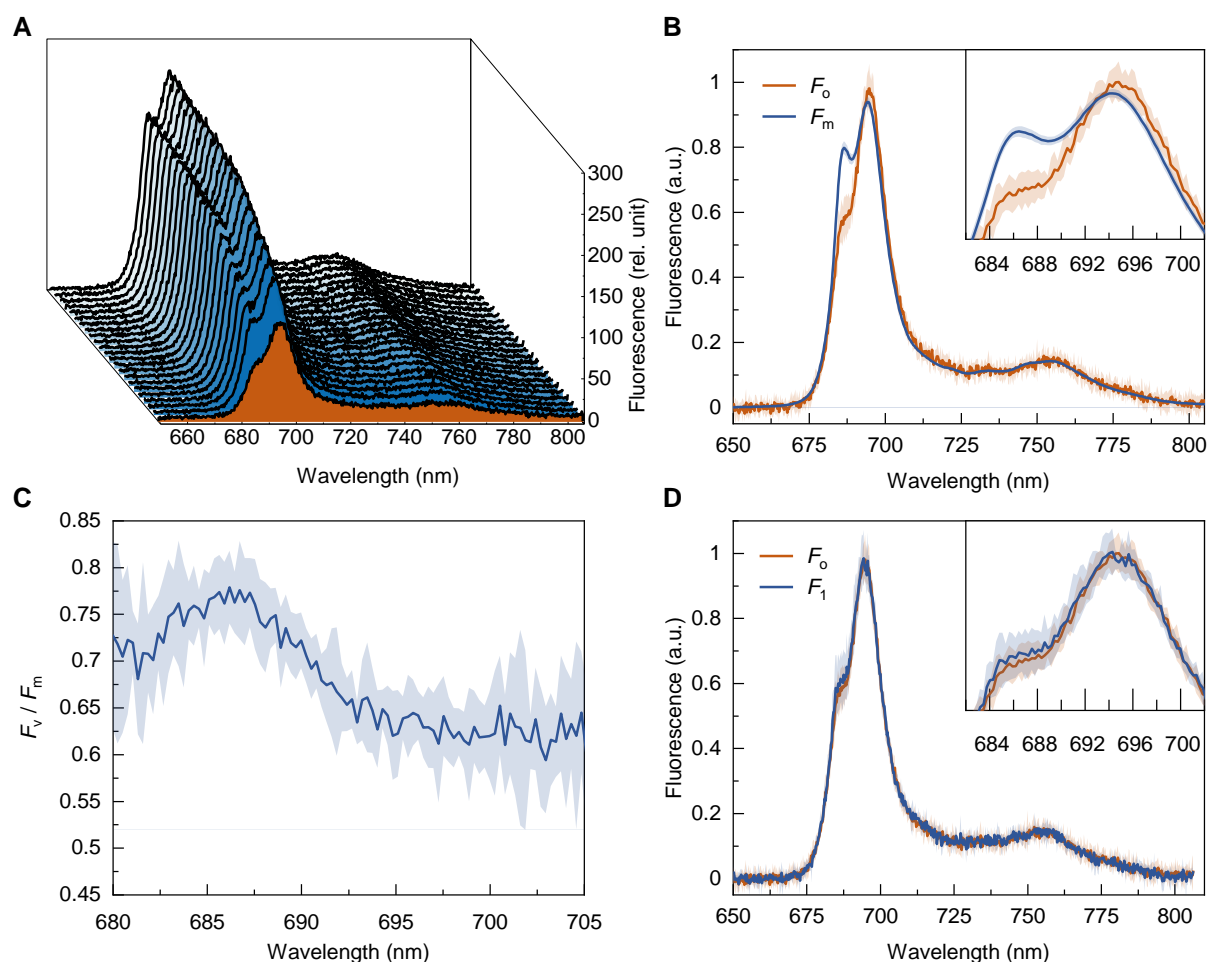 A
300
250
200
150
100
50
0
Fluorescence (rel. unit)
660 680 700 720 740 760 780 800
Wavelength (nm)
B
Fo
Fm
1
0.8
0.6
0.4
0.2
0
Fluorescence (a.u.)
684 688 692 696 700
650 675 700 725 750 775 800
Wavelength (nm)
C
0.85
0.8
0.75
0.7
0.65
0.6
0.55
0.5
0.45
Fv / Fm
680 685 690 695 700 705
Wavelength (nm)
D
Fo
F1
1
0.8
0.6
0.4
0.2
0
Fluorescence (a.u.)
684 688 692 696 700
650 675 700 725 750 775 800
Wavelength (nm)